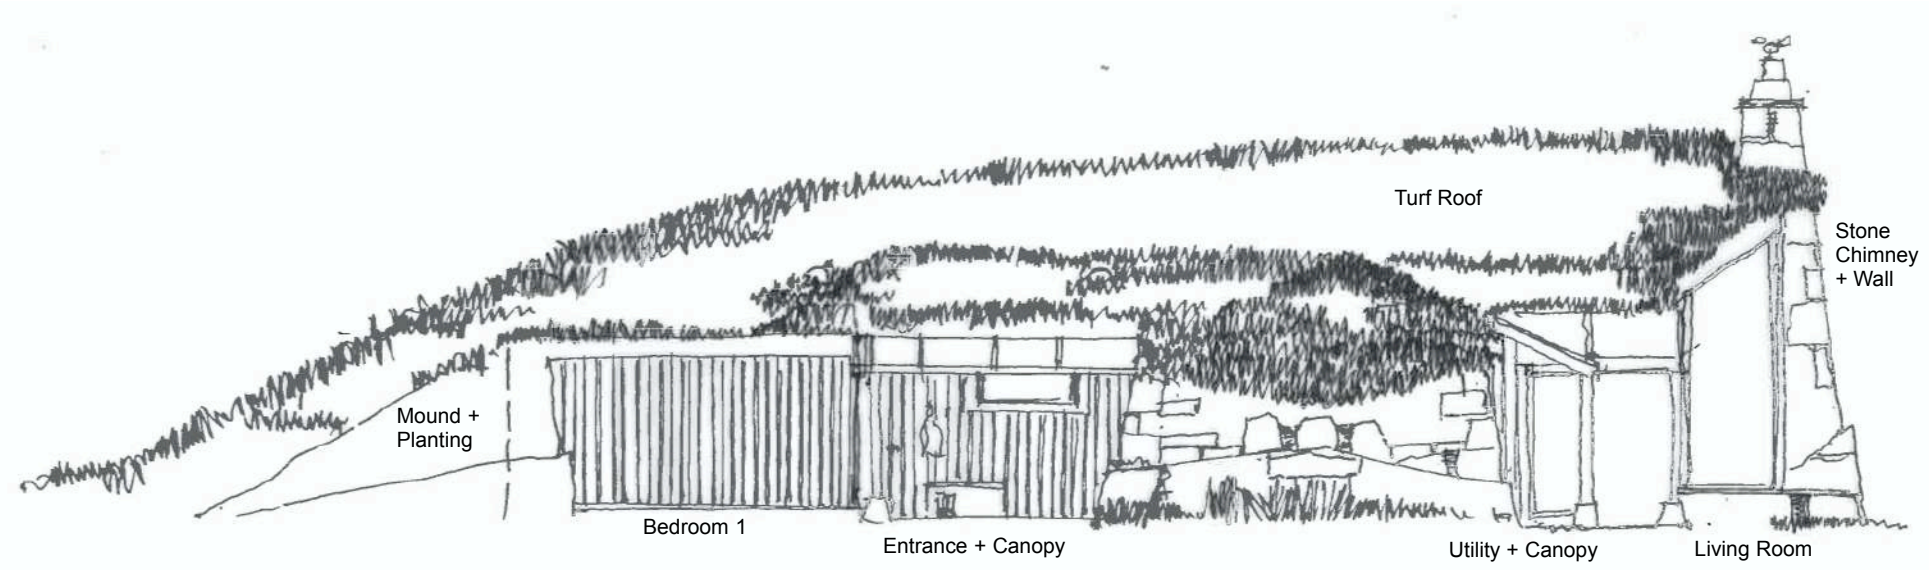 Turf Roof
Stone
Chimney
+ Wall
Mound +
Planting
Bedroom 1
Entrance + Canopy
Utility + Canopy
Living Room